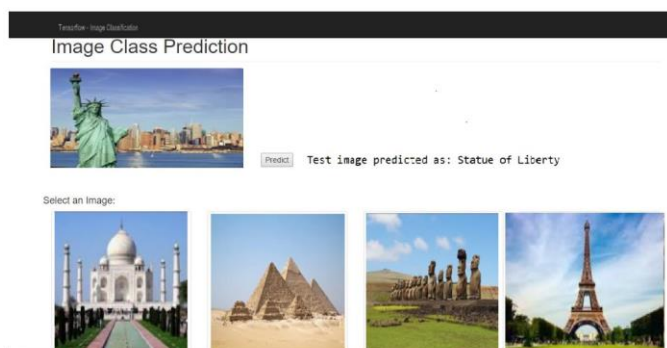 Tensorflow - Image Classification
Image Class Prediction
Predict
Test image predicted as: Statue of Liberty
Select an Image: